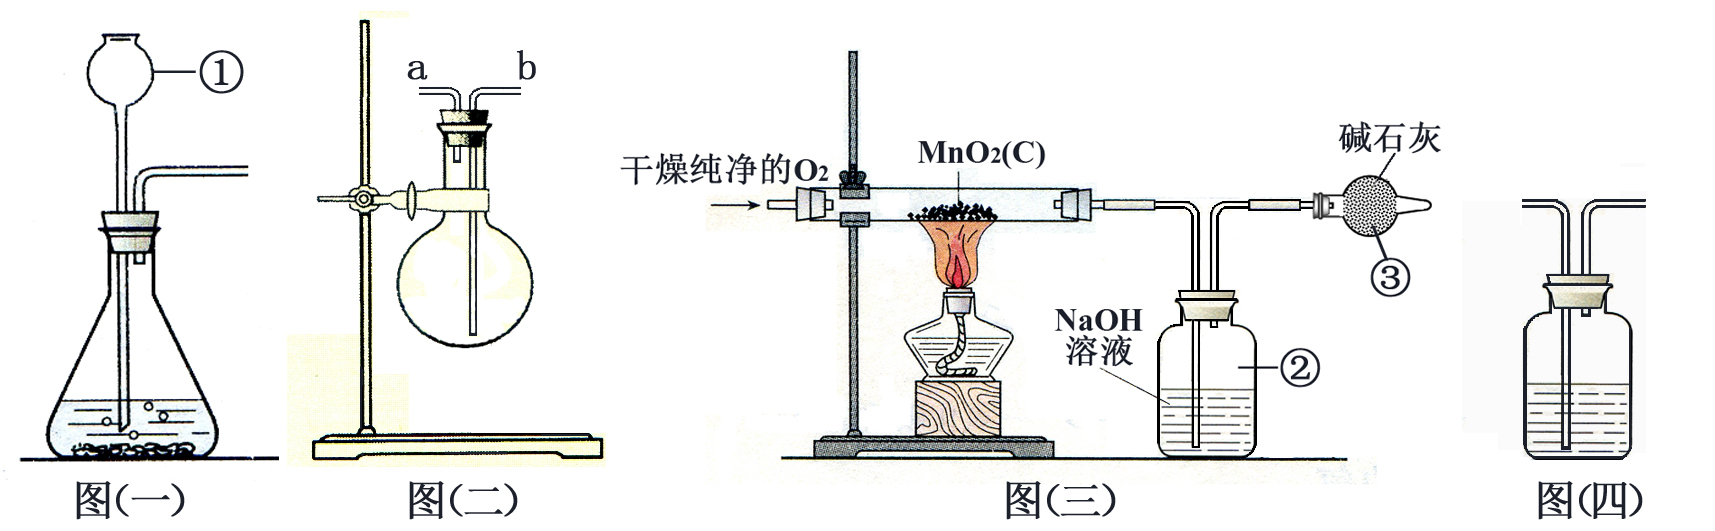 ①
a
b
干燥纯净的O₂
MnO₂(C)
碱石灰
③
NaOH
溶液
②
图(一)
图(二)
图(三)
图(四)